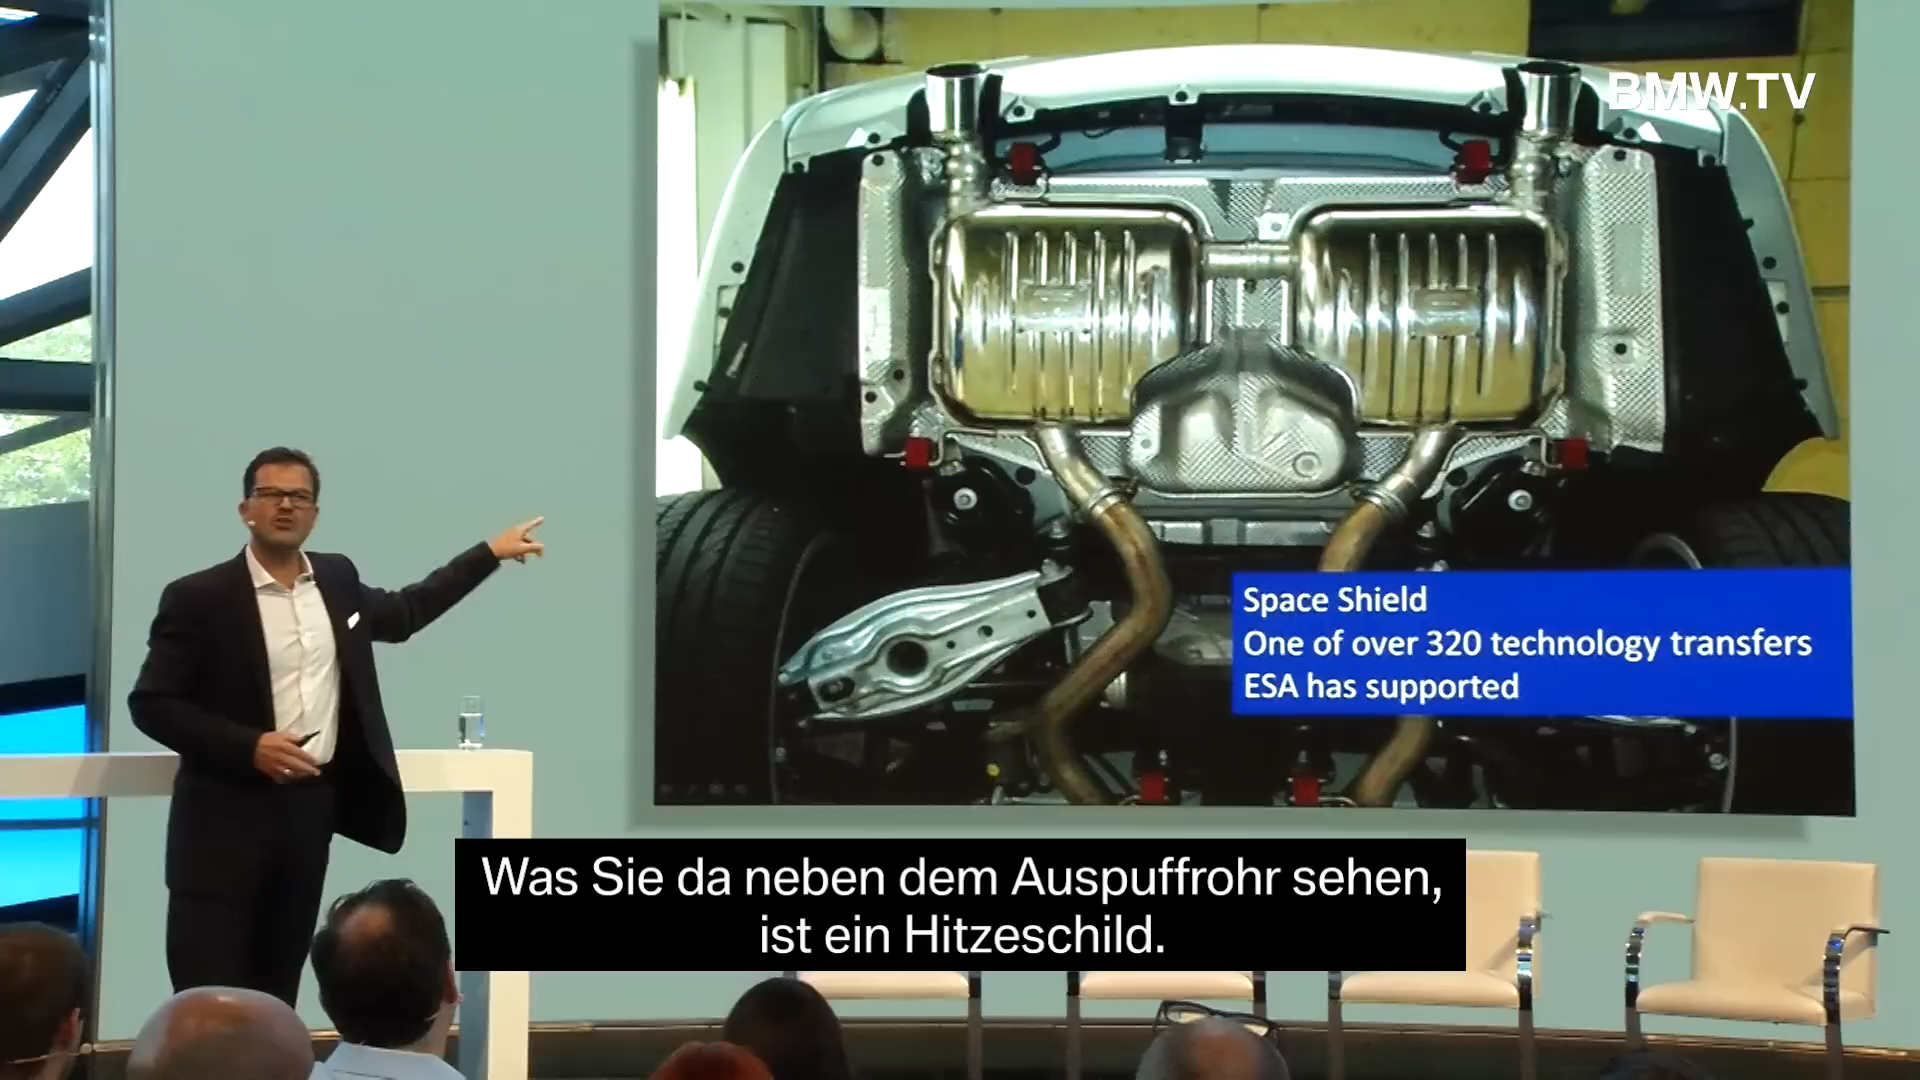 BMW.TV
Space Shield
One of over 320 technology transfers
ESA has supported
Was Sie da neben dem Auspuffrohr sehen,
ist ein Hitzeschild.